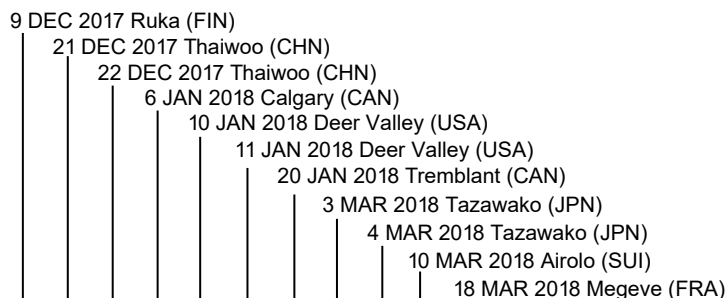 9 DEC 2017 Ruka (FIN)
21 DEC 2017 Thaiwoo (CHN)
22 DEC 2017 Thaiwoo (CHN)
6 JAN 2018 Calgary (CAN)
10 JAN 2018 Deer Valley (USA)
11 JAN 2018 Deer Valley (USA)
20 JAN 2018 Tremblant (CAN)
3 MAR 2018 Tazawako (JPN)
4 MAR 2018 Tazawako (JPN)
10 MAR 2018 Airolo (SUI)
18 MAR 2018 Megeve (FRA)